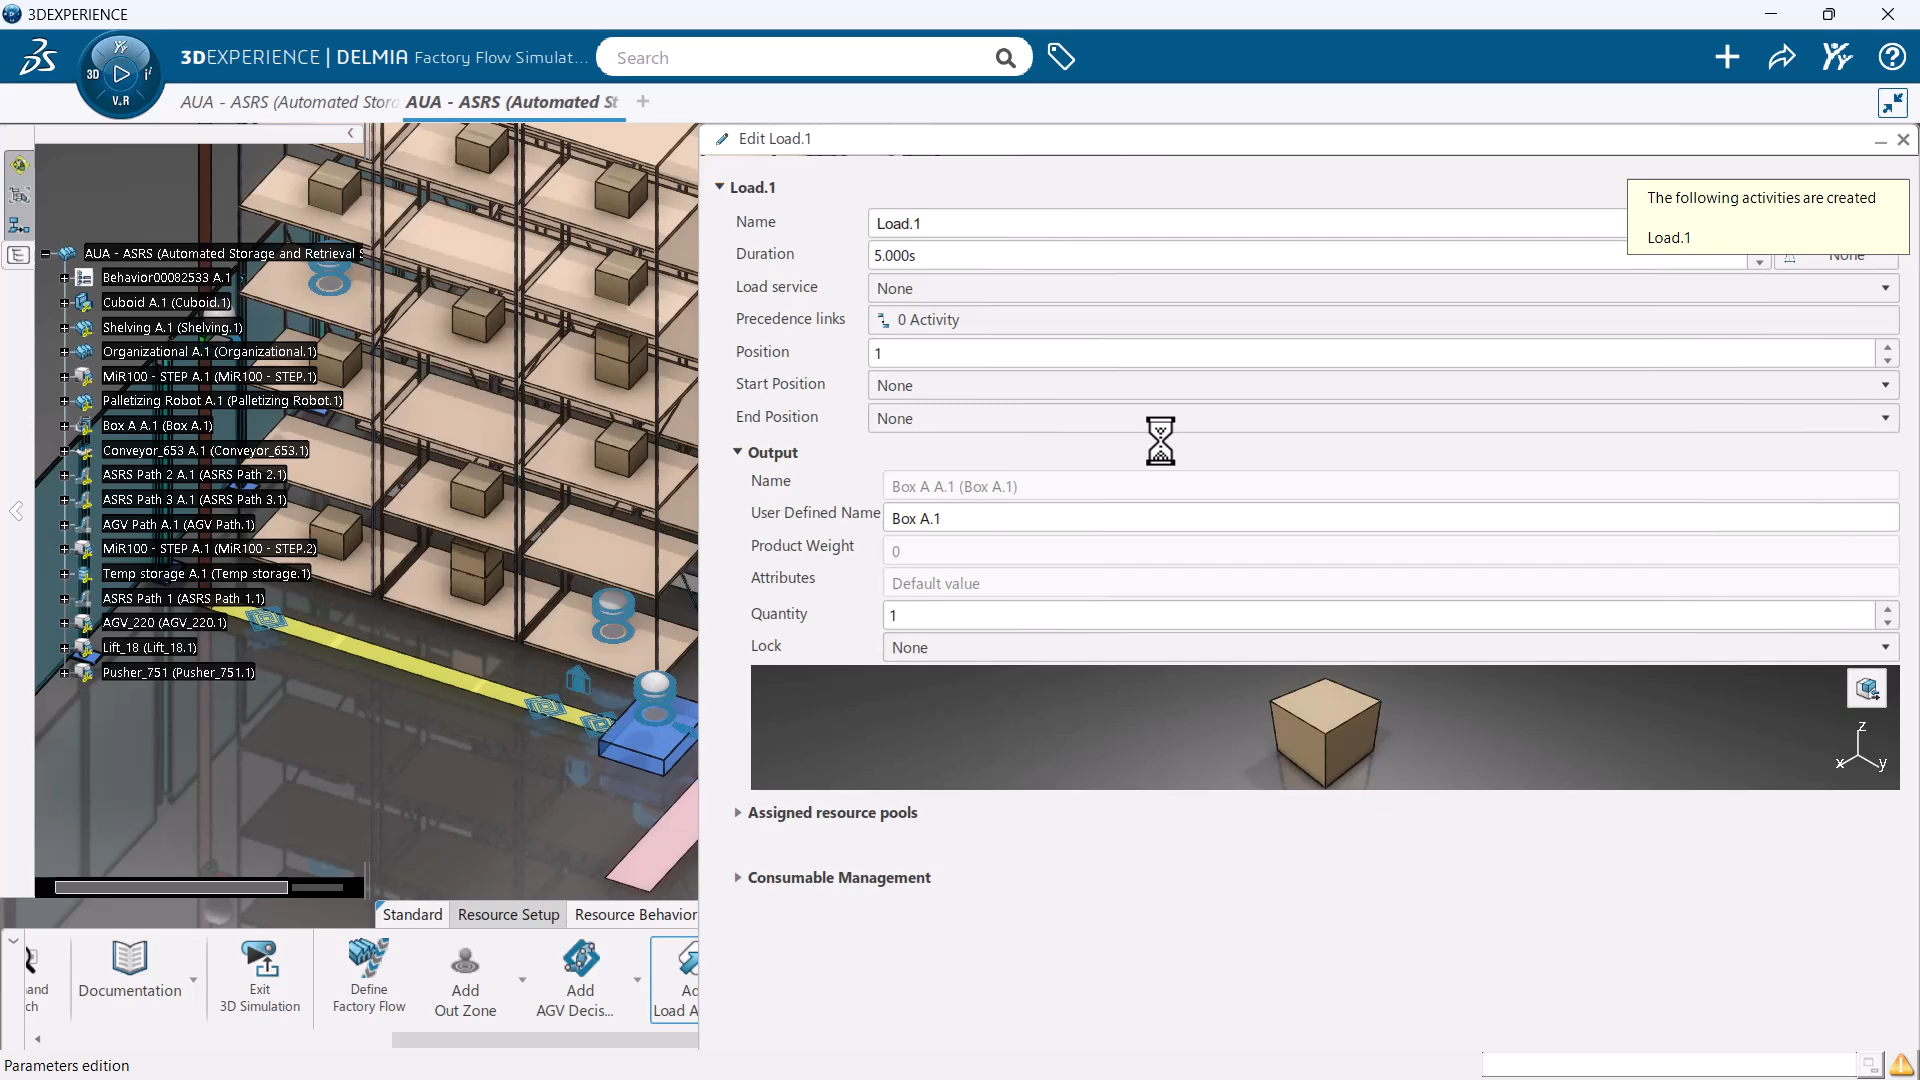 3DEXPERIENCE
3DEXPERIENCE | DELMIA Factory Flow Simulat...
Search
3D
V.R
AUA - ASRS (Automated Stora
AUA - ASRS (Automated St
Edit Load.1
Load.1
The following activities are created
Load.1
Name
Load.1
Duration
5.000s
None
Load service
None
Precedence links
0 Activity
Position
1
Start Position
None
End Position
None
Output
Name
Box A A.1 (Box A.1)
User Defined Name
Box A.1
Product Weight
0
Attributes
Default value
Quantity
1
Lock
None
z
x
y
Assigned resource pools
Consumable Management
AUA - ASRS (Automated Storage and Retrieval S
Behavior00082533 A.1
Cuboid A.1 (Cuboid.1)
Shelving A.1 (Shelving.1)
Organizational A.1 (Organizational.1)
MiR100 - STEP A.1 (MiR100 - STEP.1)
Palletizing Robot A.1 (Palletizing Robot.1)
Box A A.1 (Box A.1)
Conveyor_653 A.1 (Conveyor_653.1)
ASRS Path 2 A.1 (ASRS Path 2.1)
ASRS Path 3 A.1 (ASRS Path 3.1)
AGV Path A.1 (AGV Path.1)
MiR100 - STEP A.1 (MiR100 - STEP.2)
Temp storage A.1 (Temp storage.1)
ASRS Path 1 (ASRS Path 1.1)
AGV_220 (AGV_220.1)
Lift_18 (Lift_18.1)
Pusher_751 (Pusher_751.1)
Standard
Resource Setup
Resource Behavior
and
ch
Documentation
Exit
3D Simulation
Define
Factory Flow
Add
Out Zone
Add
AGV Decis...
Ad
Load A
Parameters edition